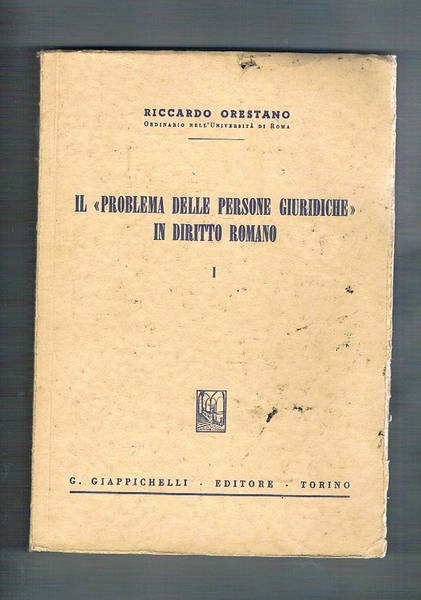 RICCARDO ORESTANO
ORDINARIO NELL'UNIVERSITÀ DI ROMA
IL «PROBLEMA DELLE PERSONE GIURIDICHE»
IN DIRITTO ROMANO
I
G. GIAPPICHELLI - EDITORE - TORINO